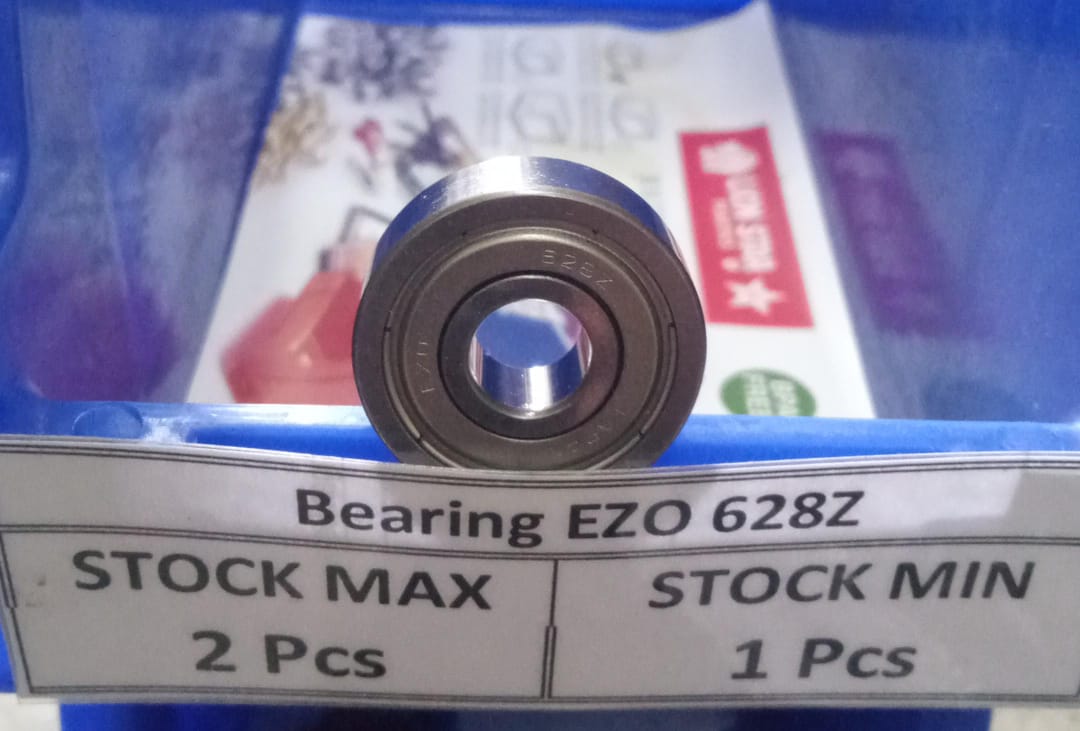 628Z
EZO
Bearing EZO 628Z
STOCK MAX
STOCK MIN
2 Pcs
1 Pcs